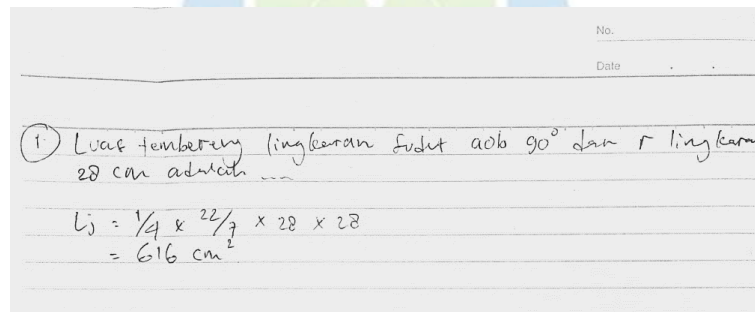 No.
Date
1. Luas tembereng lingkaran sudut aob 90° dan r lingkara
28 cm adalah ...
Lj = 1/4 x 22/7 x 28 x 28
= 616 cm²